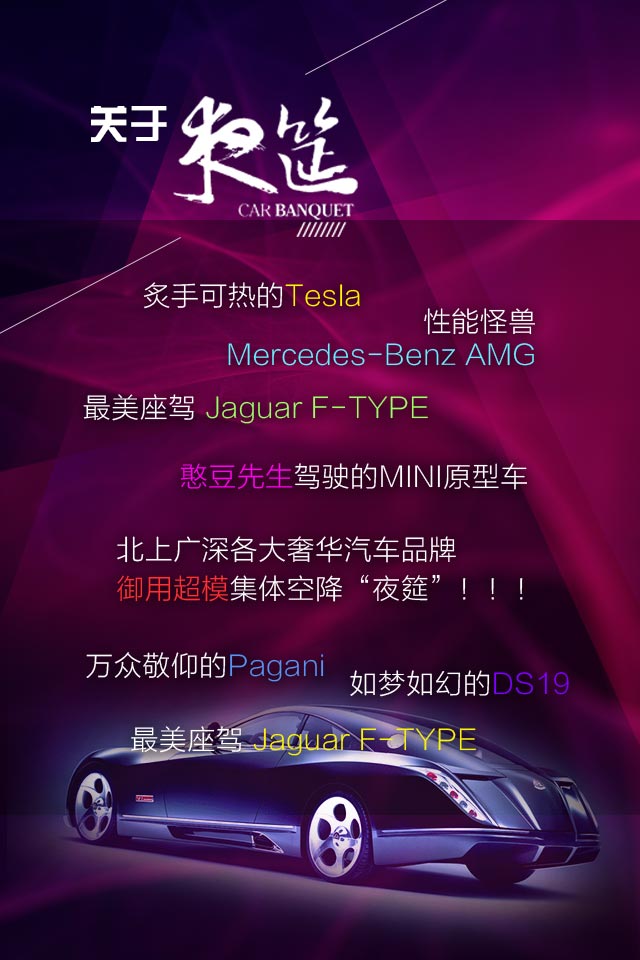 关于
夜筵
CAR BANQUET
炙手可热的Tesla
性能怪兽
Mercedes-Benz AMG
最美座驾 Jaguar F-TYPE
憨豆先生驾驶的MINI原型车
北上广深各大奢华汽车品牌
御用超模集体空降“夜筵”！！！
万众敬仰的Pagani
如梦如幻的DS19
最美座驾 Jaguar F-TYPE